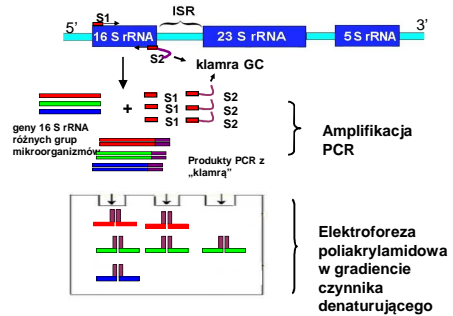 ISR
5’
S1
3’
16 S rRNA
23 S rRNA
5 S rRNA
S2
klamra GC
+
S1
S2
S1
S2
S1
S2
geny 16 S rRNA
różnych grup
mikroorganizmów
Produkty PCR z
„klamrą”
Amplifikacja
PCR
Elektroforeza
poliakrylamidowa
w gradiencie
czynnika
denaturującego